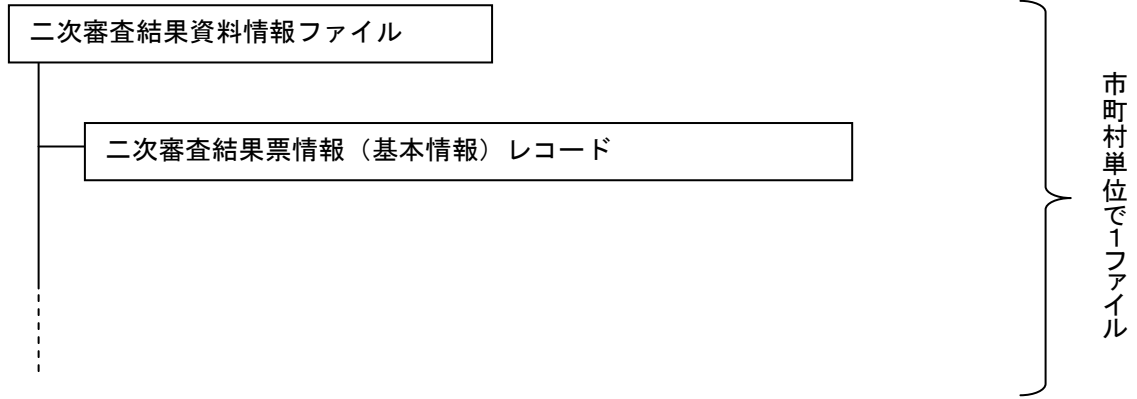 二次審査結果資料情報ファイル
二次審査結果票情報（基本情報）レコード
市町村単位で１ファイル